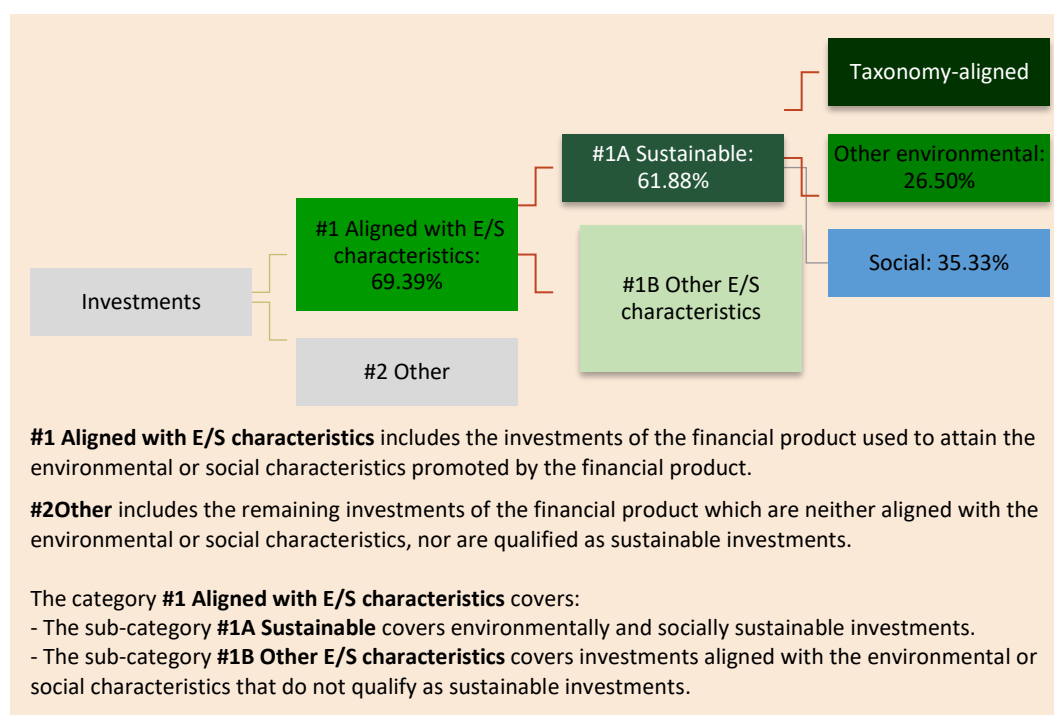 Taxonomy-aligned
#1A Sustainable:
61.88%
Other environmental:
26.50%
#1 Aligned with E/S
characteristics:
69.39%
Social: 35.33%
#1B Other E/S
characteristics
Investments
#2 Other
#1 Aligned with E/S characteristics includes the investments of the financial product used to attain the
environmental or social characteristics promoted by the financial product.
#2Other includes the remaining investments of the financial product which are neither aligned with the
environmental or social characteristics, nor are qualified as sustainable investments.
The category #1 Aligned with E/S characteristics covers:
- The sub-category #1A Sustainable covers environmentally and socially sustainable investments.
- The sub-category #1B Other E/S characteristics covers investments aligned with the environmental or
social characteristics that do not qualify as sustainable investments.